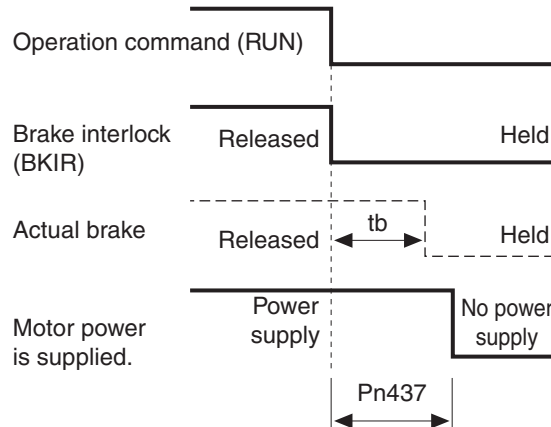 Operation command (RUN)
Brake interlock
(BKIR)
Released
Held
Actual brake
Released
tb
Held
Motor power
is supplied.
Power
supply
No power
supply
Pn437